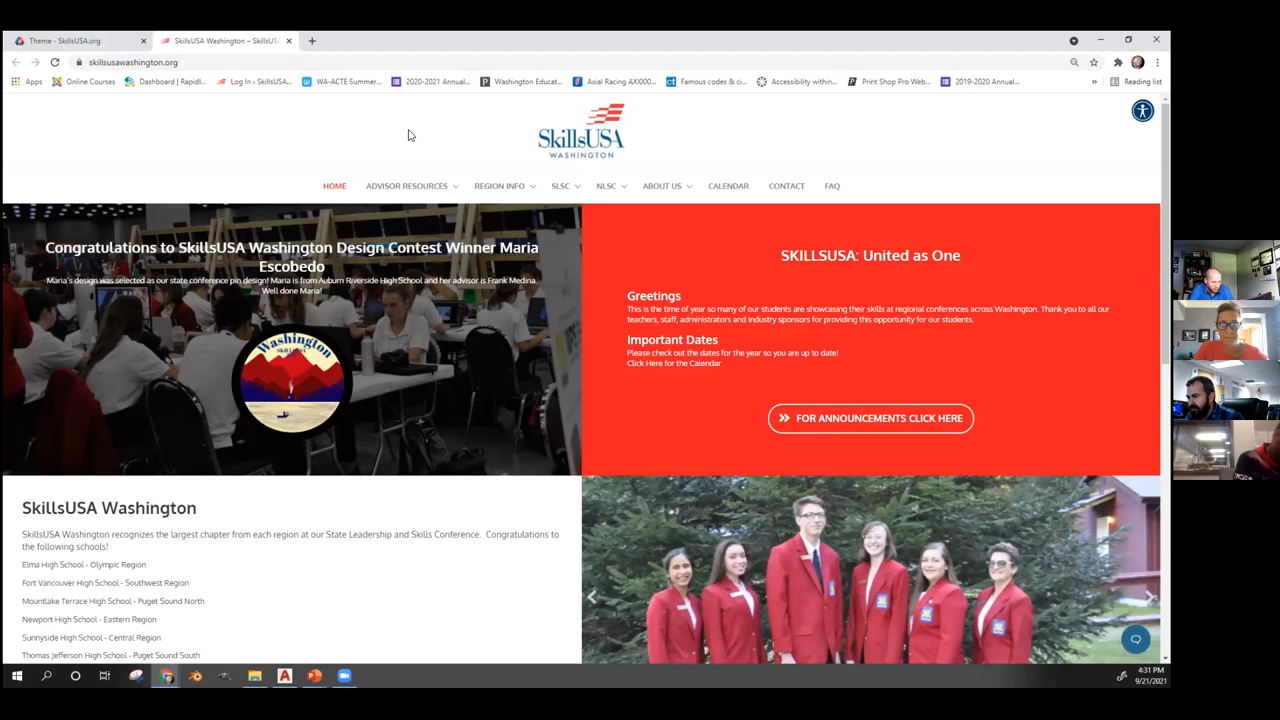 Theme - SkillsUSA.org
SkillsUSA Washington – SkillsUS
skillsusawashington.org
Apps
Online Courses
Dashboard | Rapidl...
Log In ‹ SkillsUSA...
WA-ACTE Summer...
2020-2021 Annual...
Washington Educat...
Axial Racing AXI000...
Famous codes & ci...
Accessibility within...
Print Shop Pro Web...
2019-2020 Annual...
»
Reading list
SkillsUSA
WASHINGTON
HOME
ADVISOR RESOURCES
REGION INFO
SLSC
NLSC
ABOUT US
CALENDAR
CONTACT
FAQ
Congratulations to SkillsUSA Washington Design Contest Winner Maria
Escobedo
Maria's design was selected as our state conference pin design! Maria is from Auburn Riverside High School and her advisor is Frank Medina.
Well done Maria!
Washington
SKILLS USA
SKILLSUSA: United as One
Greetings
This is the time of year so many of our students are showcasing their skills at regional conferences across Washington. Thank you to all our
teachers, staff, administrators and industry sponsors for providing this opportunity for our students.
Important Dates
Please check out the dates for the year so you are up to date!
Click Here for the Calendar
FOR ANNOUNCEMENTS CLICK HERE
SkillsUSA Washington
SkillsUSA Washington recognizes the largest chapter from each region at our State Leadership and Skills Conference. Congratulations to
the following schools!
Elma High School - Olympic Region
Fort Vancouver High School - Southwest Region
Mountlake Terrace High School - Puget Sound North
Newport High School - Eastern Region
Sunnyside High School - Central Region
Thomas Jefferson High School - Puget Sound South
4:31 PM
9/21/2021